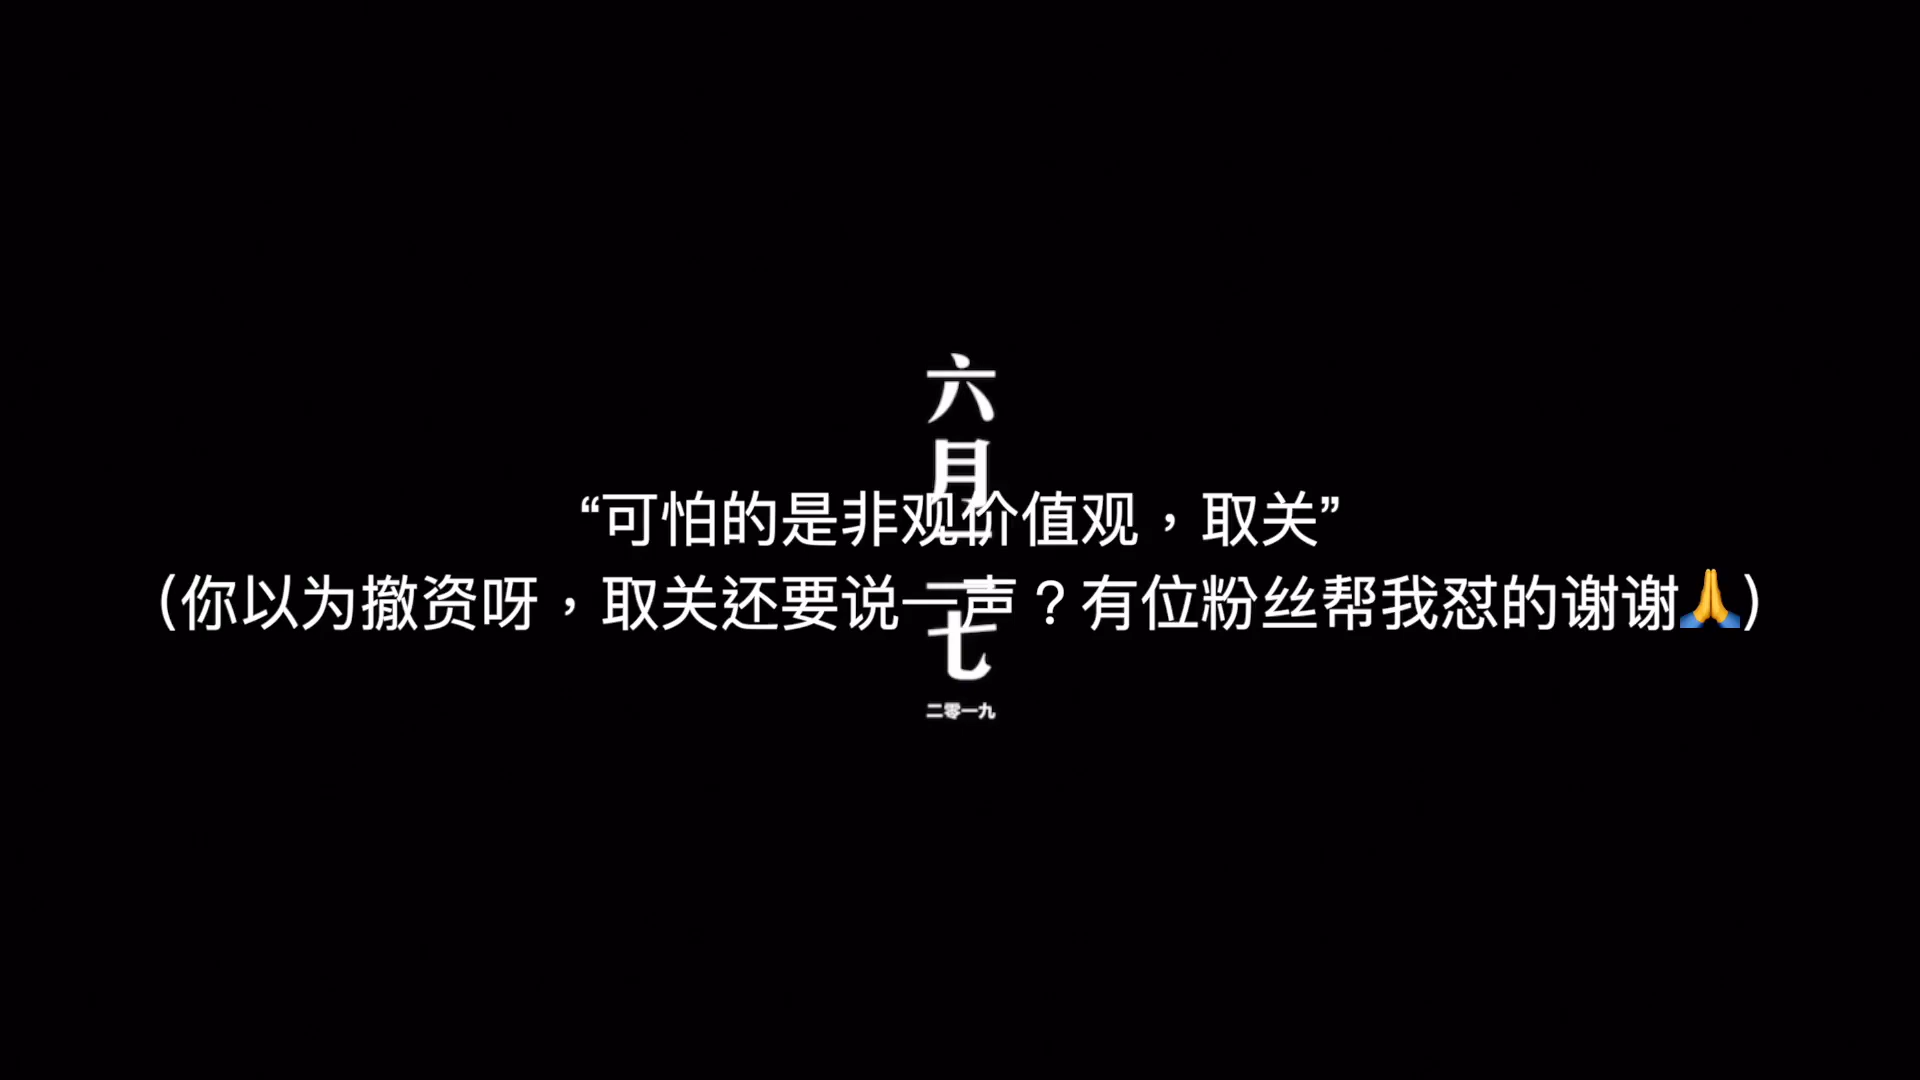 六月二七
二零一九
“可怕的是非观价值观，取关”
（你以为撤资呀，取关还要说一声？有位粉丝帮我怼的谢谢🙏）